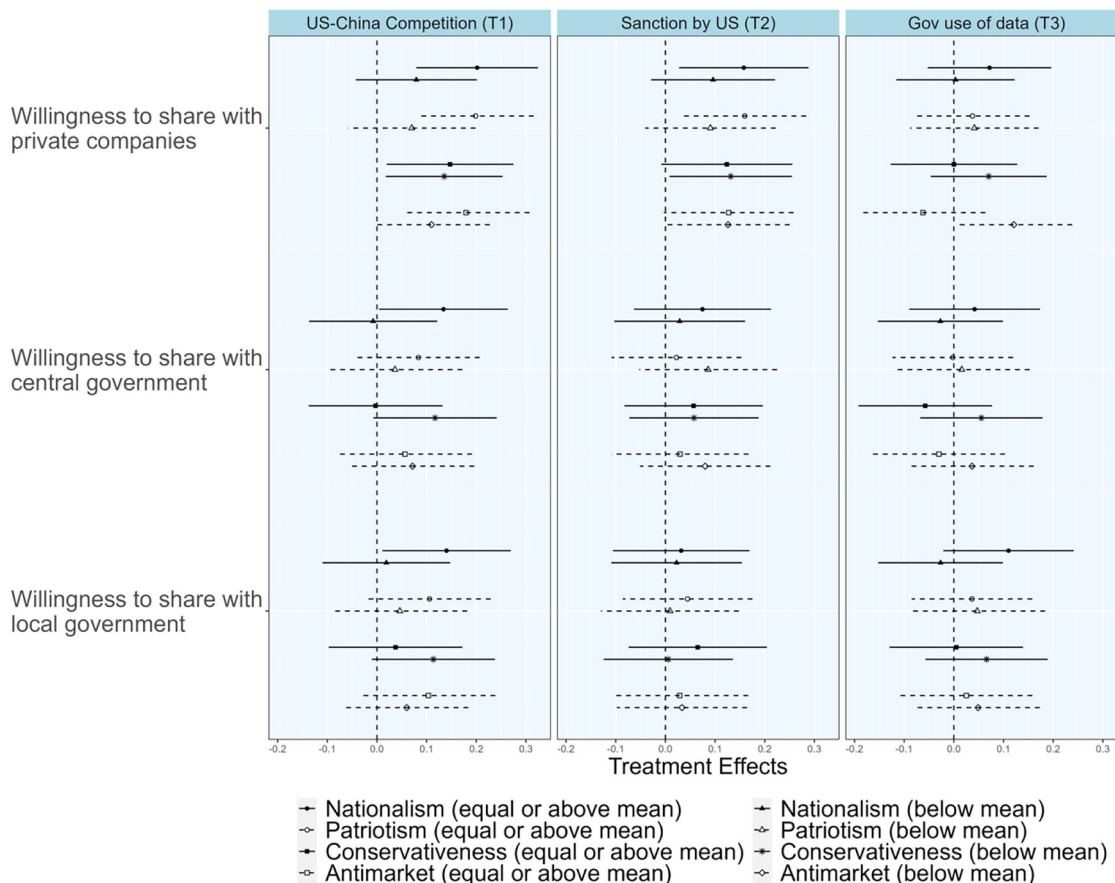 US-China Competition (T1)
Sanction by US (T2)
Gov use of data (T3)
Willingness to share with
private companies
Willingness to share with
central government
Willingness to share with
local government
-0.2 -0.1 0.0 0.1 0.2 0.3
-0.2 -0.1 0.0 0.1 0.2 0.3
-0.2 -0.1 0.0 0.1 0.2 0.3
Treatment Effects
Nationalism (equal or above mean)
Patriotism (equal or above mean)
Conservativeness (equal or above mean)
Antimarket (equal or above mean)
Nationalism (below mean)
Patriotism (below mean)
Conservativeness (below mean)
Antimarket (below mean)